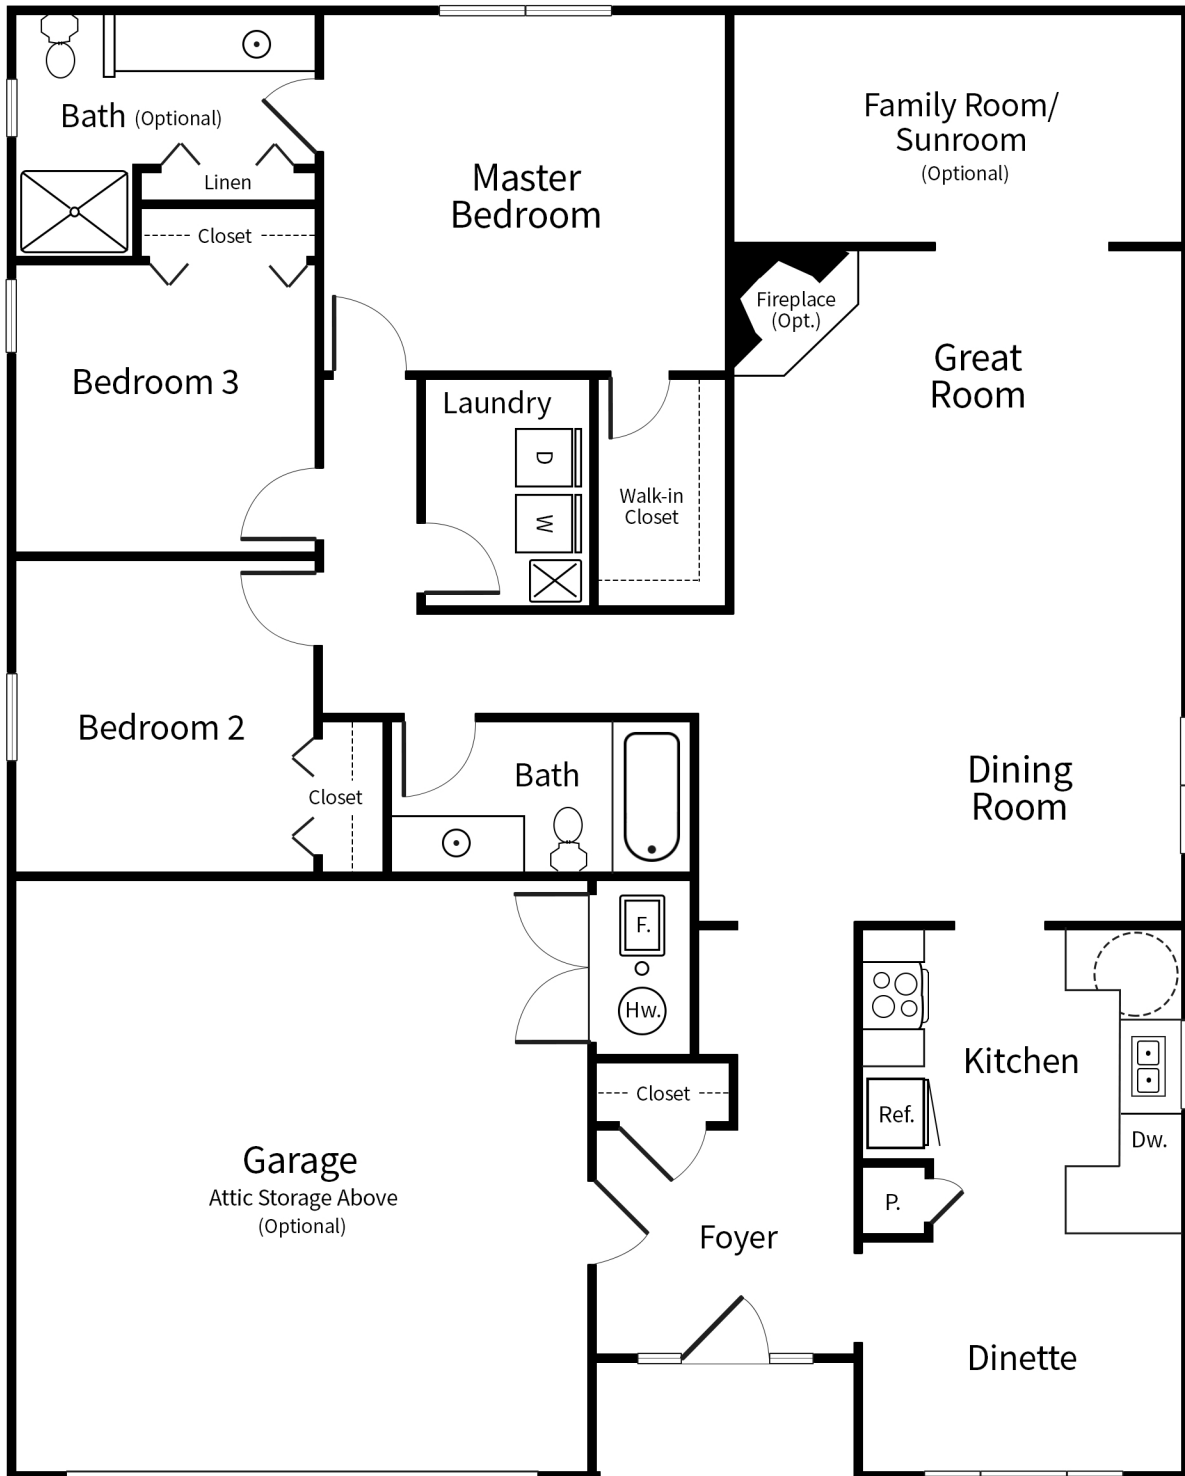 Bath (Optional)
Linen
Closet
Master
Bedroom
Family Room/
Sunroom
(Optional)
Fireplace
(Opt.)
Great
Room
Bedroom 3
Laundry
D
W
Walk-in
Closet
Bedroom 2
Closet
Bath
Dining
Room
F.
Hw.
Closet
Kitchen
Ref.
Dw.
P.
Garage
Attic Storage Above
(Optional)
Foyer
Dinette